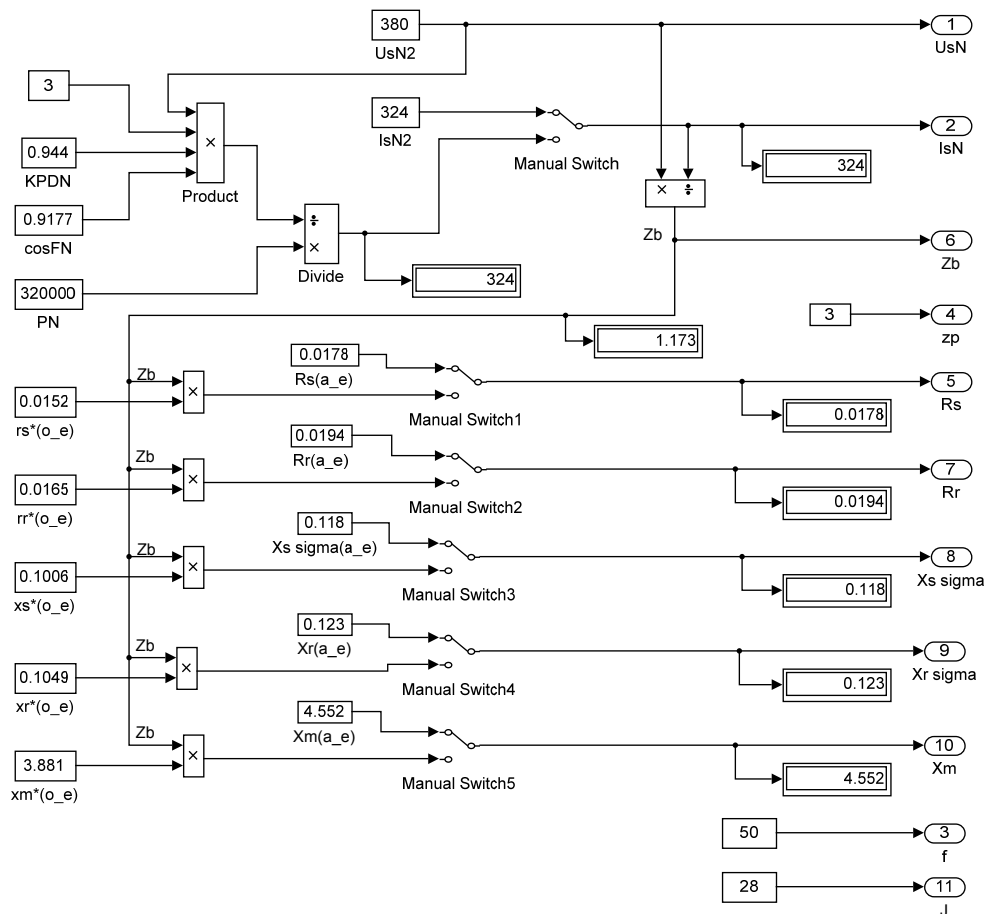 380
UsN2
1
UsN
3
324
IsN2
2
IsN
Manual Switch
324
0.944
KPDN
×
Product
× ÷
0.9177
cosFN
÷
×
Divide
Zb
6
Zb
324
320000
PN
3
4
zp
1.173
0.0178
Rs(a_e)
Zb
×
0.0152
rs*(o_e)
Manual Switch1
5
Rs
0.0178
0.0194
Rr(a_e)
Zb
×
0.0165
rr*(o_e)
Manual Switch2
7
Rr
0.0194
0.118
Xs sigma(a_e)
Zb
×
0.1006
xs*(o_e)
Manual Switch3
8
Xs sigma
0.118
0.123
Xr(a_e)
Zb
×
0.1049
xr*(o_e)
Manual Switch4
9
Xr sigma
0.123
4.552
Xm(a_e)
Zb
×
3.881
xm*(o_e)
Manual Switch5
10
Xm
4.552
50
3
f
28
11
J